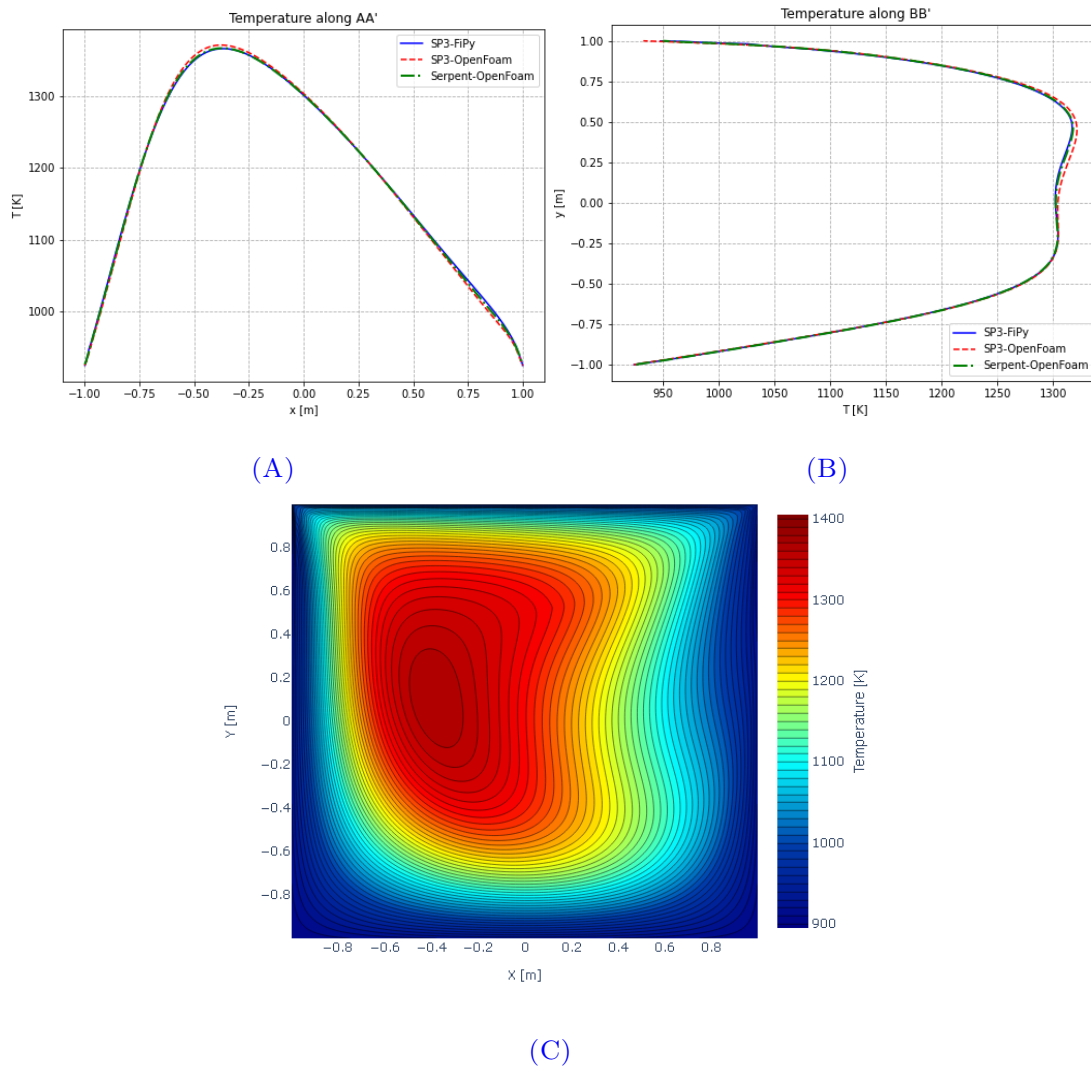 Temperature along AA'
SP3-FiPy
SP3-OpenFoam
Serpent-OpenFoam
1300
1200
1100
1000
T [K]
−1.00 −0.75 −0.50 −0.25 0.00 0.25 0.50 0.75 1.00
x [m]
(A)
Temperature along BB'
1.00
0.75
0.50
0.25
0.00
−0.25
−0.50
−0.75
−1.00
y [m]
SP3-FiPy
SP3-OpenFoam
Serpent-OpenFoam
950 1000 1050 1100 1150 1200 1250 1300
T [K]
(B)
0.8
0.6
0.4
0.2
0
−0.2
−0.4
−0.6
−0.8
Y [m]
−0.8 −0.6 −0.4 −0.2 0 0.2 0.4 0.6 0.8
X [m]
1400
1300
1200
1100
1000
900
Temperature [K]
(C)